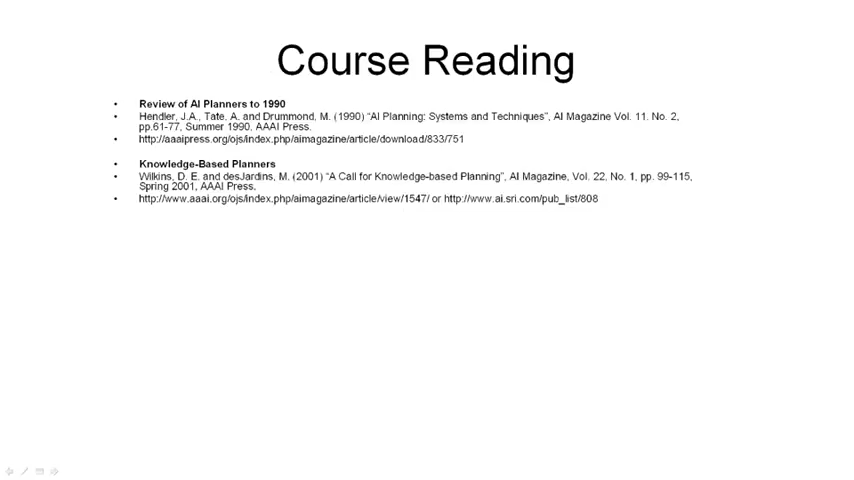 Course Reading
• Review of AI Planners to 1990
• Hendler, J.A., Tate, A. and Drummond, M. (1990) “AI Planning: Systems and Techniques”, AI Magazine Vol. 11. No. 2,
pp.61-77, Summer 1990, AAAI Press.
• http://aaaipress.org/ojs/index.php/aimagazine/article/download/833/751
• Knowledge-Based Planners
• Wilkins, D. E. and desJardins, M. (2001) “A Call for Knowledge-based Planning”, AI Magazine, Vol. 22, No. 1, pp. 99-115,
Spring 2001, AAAI Press.
• http://www.aaai.org/ojs/index.php/aimagazine/article/view/1547/ or http://www.ai.sri.com/pub_list/808